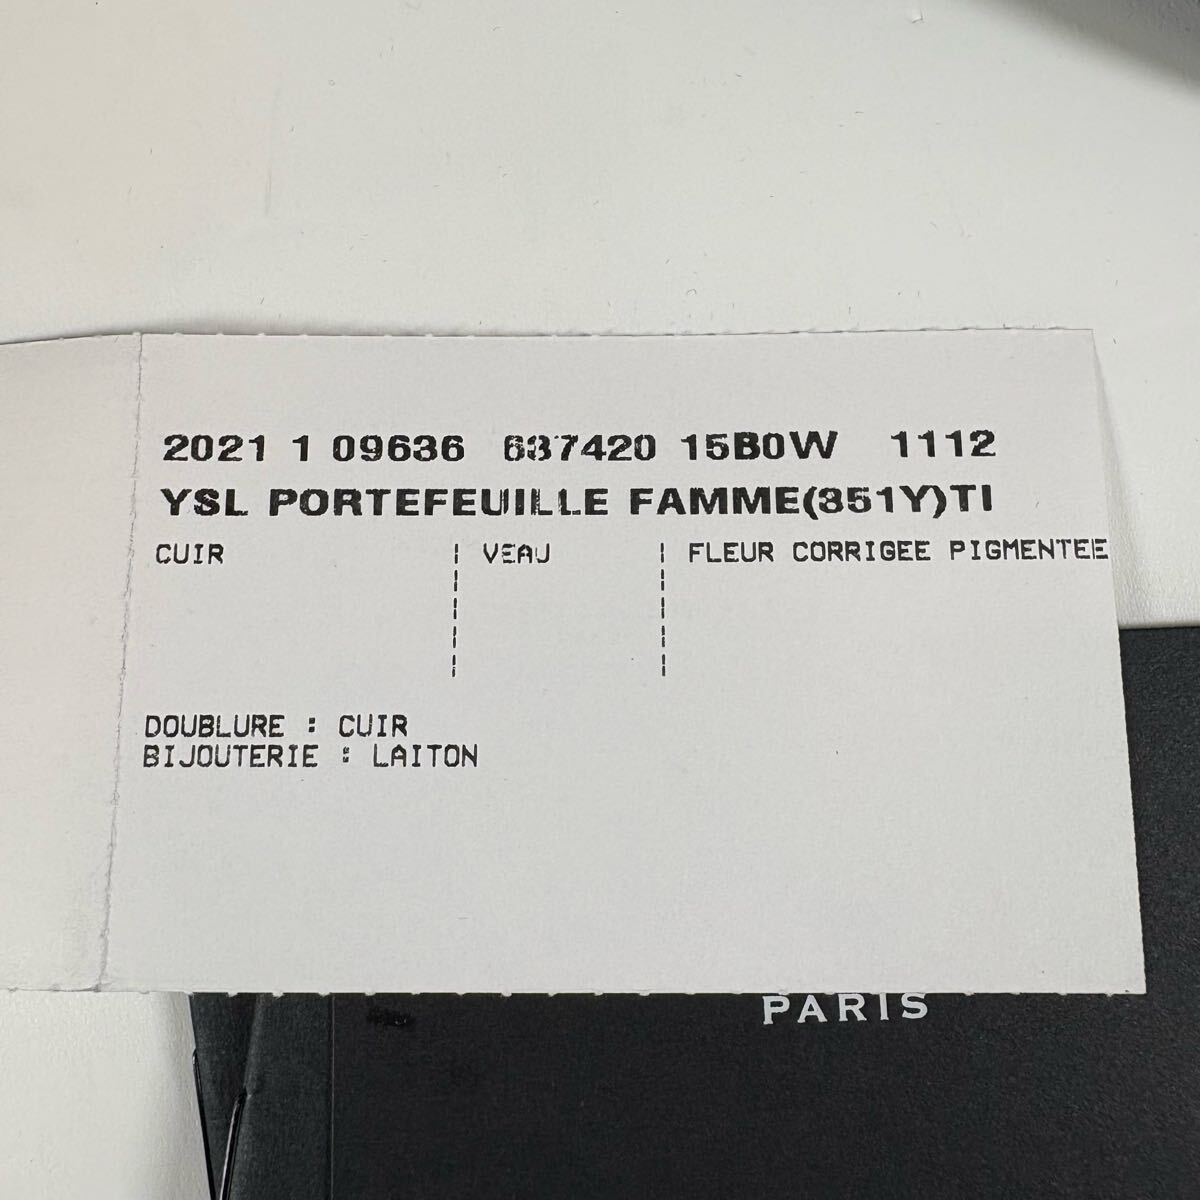 2021 1 09636 637420 15B0W 1112
YSL PORTEFEUILLE FAMME(351Y)TI
CUIR ¦ VEAU ¦ FLEUR CORRIGEE PIGMENTEE
DOUBLURE : CUIR
BIJOUTERIE : LAITON
PARIS